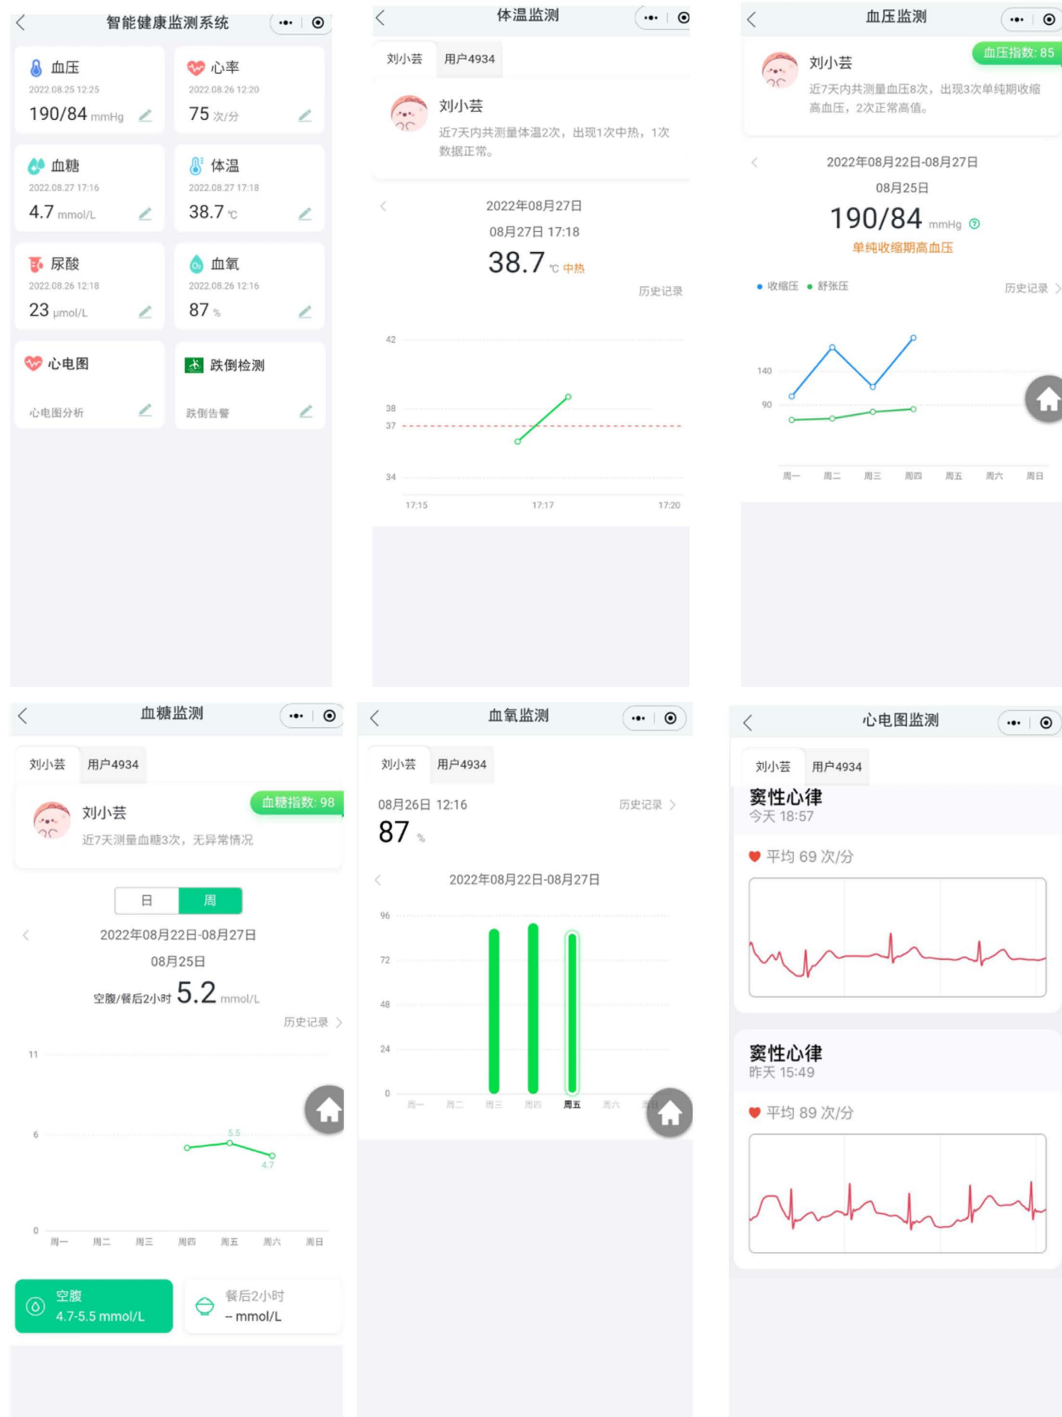 智能健康监测系统
血压
2022.08.25 12:25
190/84 mmHg
心率
2022.08.26 12:20
75 次/分
血糖
2022.08.27 17:16
4.7 mmol/L
体温
2022.08.27 17:18
38.7 ℃
尿酸
2022.08.26 12:18
23 μmol/L
血氧
2022.08.26 12:16
87 %
心电图
心电图分析
跌倒检测
跌倒告警
体温监测
刘小芸 用户4934
刘小芸
近7天内共测量体温2次，出现1次中热，1次
数据正常。
2022年08月27日
08月27日 17:18
38.7 ℃ 中热
历史记录
42
38
37
34
17:15 17:17 17:20
血压监测
血压指数: 85
刘小芸
近7天内共测量血压8次，出现3次单纯期收缩
高血压，2次正常高值。
2022年08月22日-08月27日
08月25日
190/84 mmHg
单纯收缩期高血压
收缩压 舒张压
历史记录
140
90
周一 周二 周三 周四 周五 周六 周日
血糖监测
刘小芸 用户4934
血糖指数: 98
刘小芸
近7天测量血糖3次，无异常情况
日 周
2022年08月22日-08月27日
08月25日
空腹/餐后2小时 5.2 mmol/L
历史记录
11
6
5.5
4.7
0
周一 周二 周三 周四 周五 周六 周日
空腹
4.7-5.5 mmol/L
餐后2小时
-- mmol/L
血氧监测
刘小芸 用户4934
08月26日 12:16
历史记录
87 %
2022年08月22日-08月27日
96
72
48
24
0
周一 周二 周三 周四 周五 周六
心电图监测
刘小芸 用户4934
窦性心律
今天 18:57
平均 69 次/分
窦性心律
昨天 15:49
平均 89 次/分